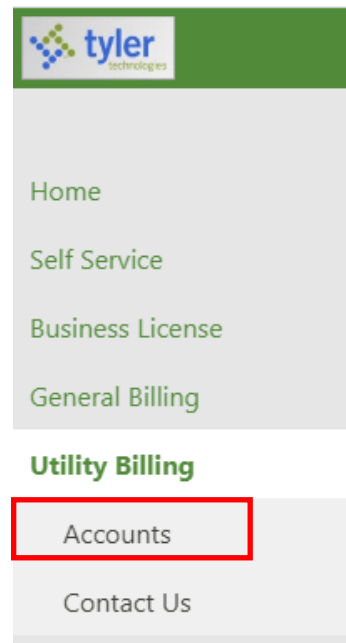 tyler
technologies
Home
Self Service
Business License
General Billing
Utility Billing
Accounts
Contact Us